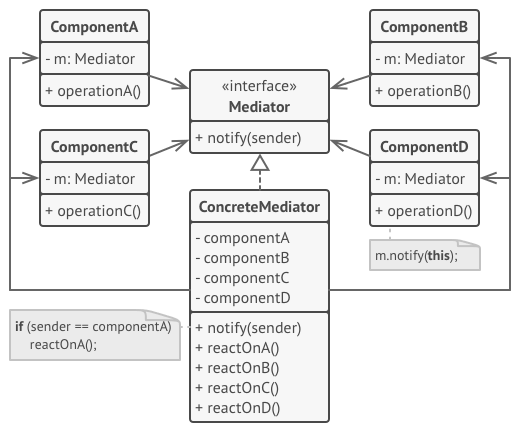 ComponentA
- m: Mediator
+ operationA()
ComponentB
- m: Mediator
+ operationB()
«interface»
Mediator
+ notify(sender)
ComponentC
- m: Mediator
+ operationC()
ComponentD
- m: Mediator
+ operationD()
m.notify(this);
ConcreteMediator
- componentA
- componentB
- componentC
- componentD
+ notify(sender)
+ reactOnA()
+ reactOnB()
+ reactOnC()
+ reactOnD()
if (sender == componentA)
reactOnA();